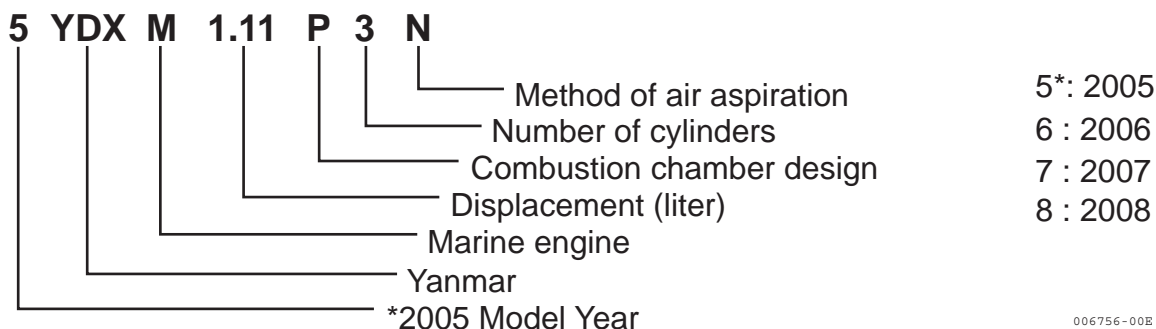 5 YDX M 1.11 P 3 N
Method of air aspiration
Number of cylinders
Combustion chamber design
Displacement (liter)
Marine engine
Yanmar
*2005 Model Year
5*: 2005
6 : 2006
7 : 2007
8 : 2008
006756-00E